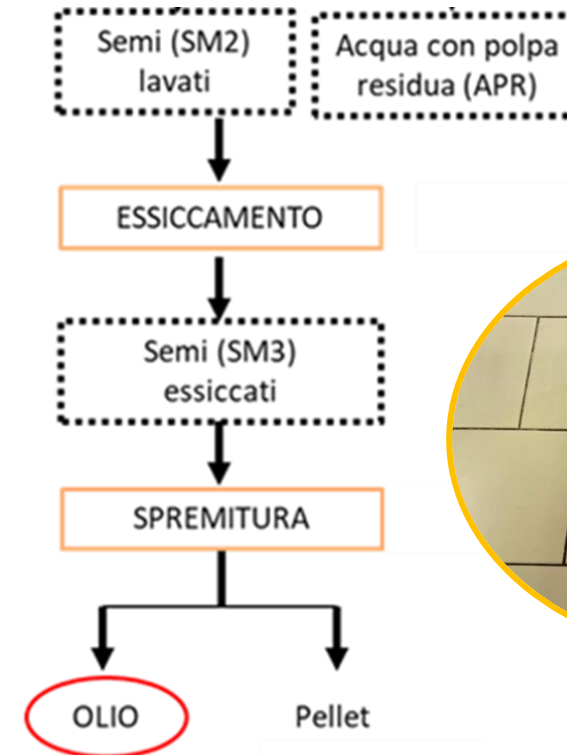 Semi (SM2)
lavati
Acqua con polpa
residua (APR)
ESSICCAMENTO
Semi (SM3)
essiccati
SPREMITURA
OLIO
Pellet